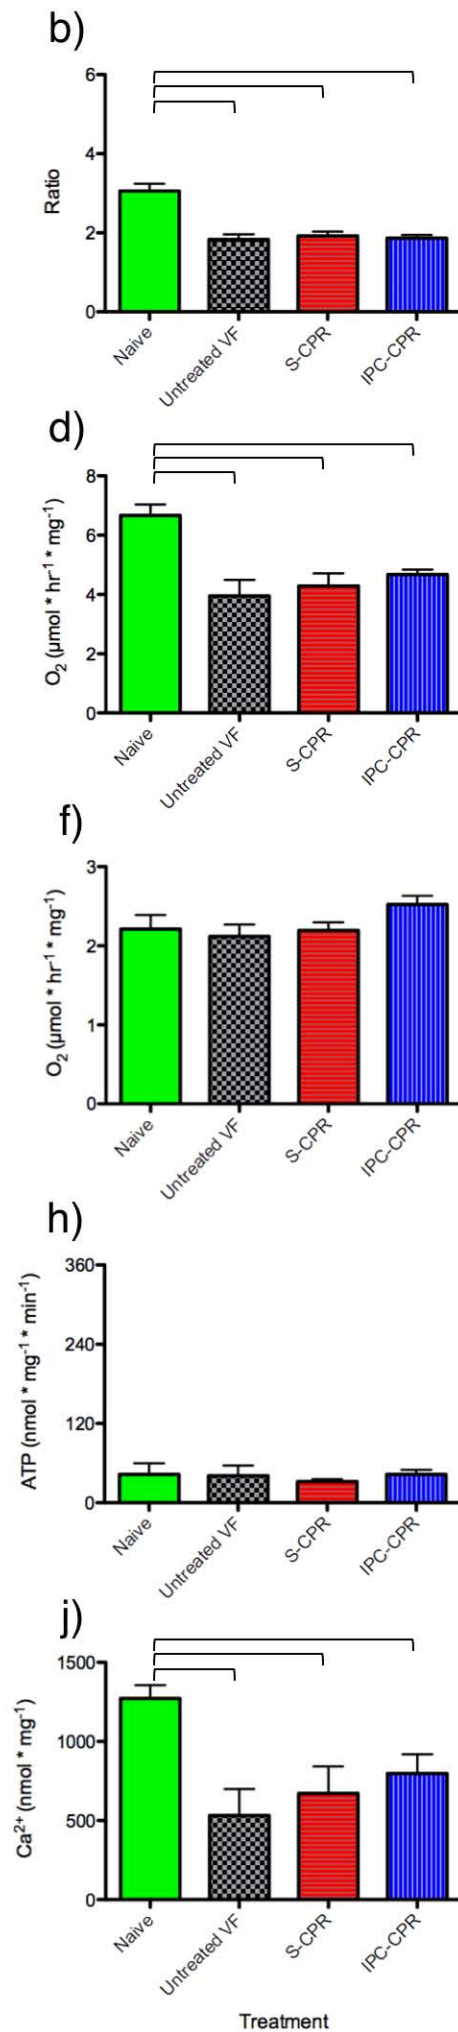 b)
6
4
2
0
Ratio
Naive
Untreated VF
S-CPR
IPC-CPR
d)
8
6
4
2
0
O₂ (µmol * hr⁻¹ * mg⁻¹)
Naive
Untreated VF
S-CPR
IPC-CPR
f)
3
2
1
0
O₂ (µmol * hr⁻¹ * mg⁻¹)
Naive
Untreated VF
S-CPR
IPC-CPR
h)
360
240
120
0
ATP (nmol * mg⁻¹ * min⁻¹)
Naive
Untreated VF
S-CPR
IPC-CPR
j)
1500
1000
500
0
Ca²⁺ (nmol * mg⁻¹)
Naive
Untreated VF
S-CPR
IPC-CPR
Treatment